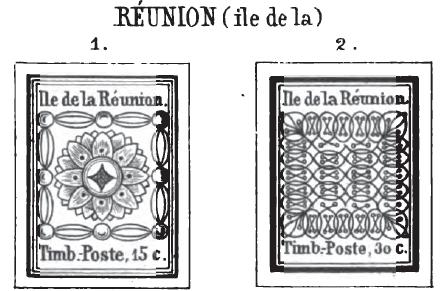 RÉUNION (île de la)
1.
2.
Ile de la Réunion.
Timb.-Poste, 15 c.
Ile de la Réunion.
Timb.-Poste, 30 c.